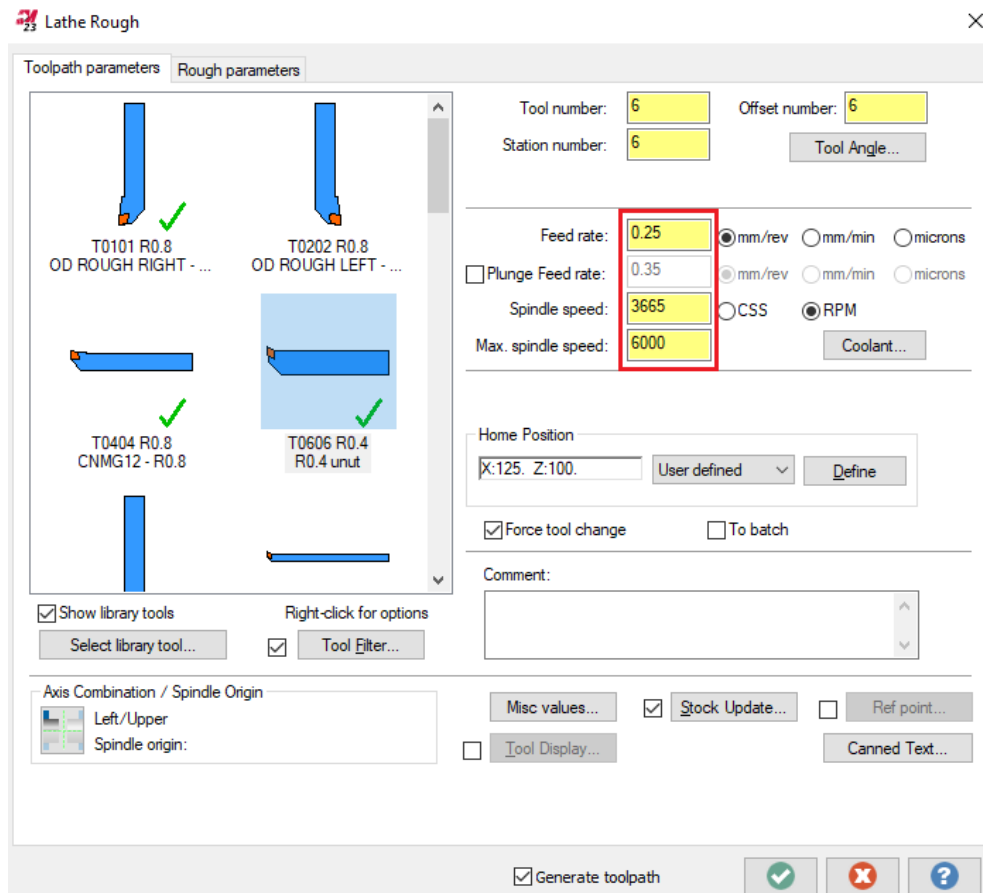 23 Lathe Rough
Toolpath parameters Rough parameters
T0101 R0.8
OD ROUGH RIGHT - ...
T0202 R0.8
OD ROUGH LEFT - ...
T0404 R0.8
CNMG12 - R0.8
T0606 R0.4
R0.4 unut
Show library tools
Right-click for options
Select library tool...
Tool Filter...
Tool number: 6
Offset number: 6
Station number: 6
Tool Angle...
Feed rate: 0.25 mm/rev mm/min microns
Plunge Feed rate: 0.35 mm/rev mm/min microns
Spindle speed: 3665 CSS RPM
Max. spindle speed: 6000
Coolant...
Home Position
X:125. Z:100.
User defined
Define
Force tool change
To batch
Comment:
Axis Combination / Spindle Origin
Left/Upper
Spindle origin:
Misc values...
Stock Update...
Ref point...
Tool Display...
Canned Text...
Generate toolpath
?